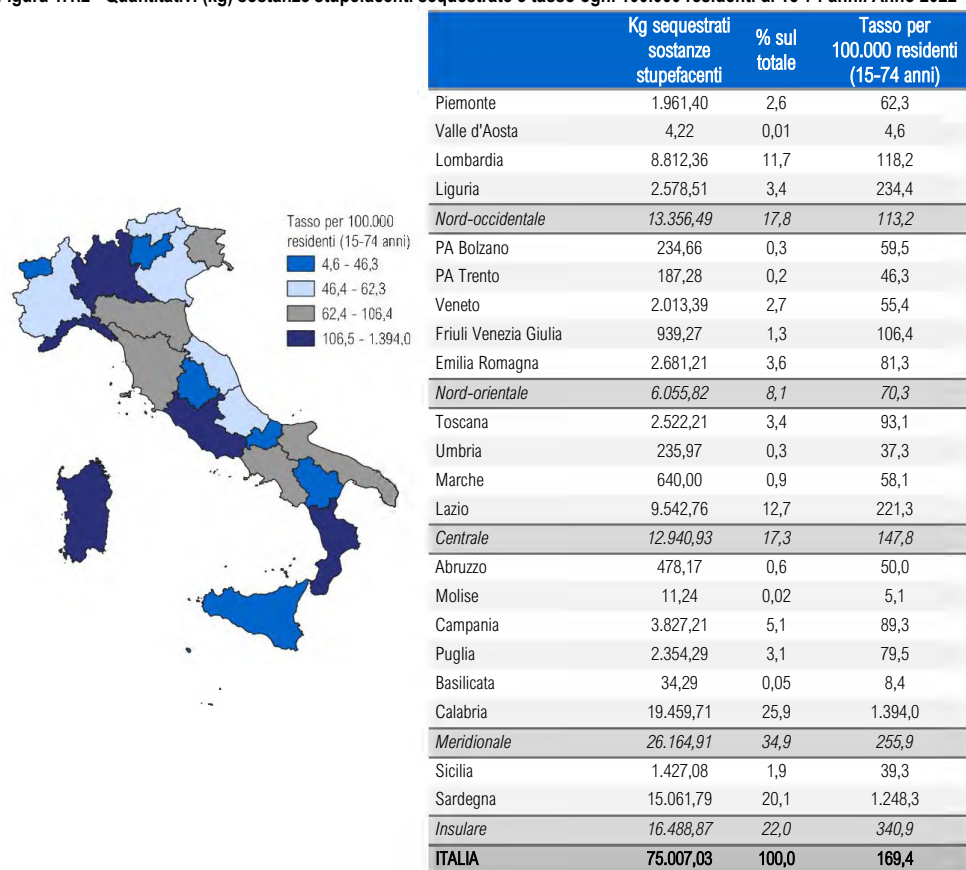 Tasso per 100.000
residenti (15-74 anni)
4,6 - 46,3
46,4 - 62,3
62,4 - 106,4
106,5 - 1.394,0
Kg sequestrati sostanze stupefacenti % sul totale Tasso per 100.000 residenti (15-74 anni)
Piemonte 1.961,40 2,6 62,3
Valle d'Aosta 4,22 0,01 4,6
Lombardia 8.812,36 11,7 118,2
Liguria 2.578,51 3,4 234,4
Nord-occidentale 13.356,49 17,8 113,2
PA Bolzano 234,66 0,3 59,5
PA Trento 187,28 0,2 46,3
Veneto 2.013,39 2,7 55,4
Friuli Venezia Giulia 939,27 1,3 106,4
Emilia Romagna 2.681,21 3,6 81,3
Nord-orientale 6.055,82 8,1 70,3
Toscana 2.522,21 3,4 93,1
Umbria 235,97 0,3 37,3
Marche 640,00 0,9 58,1
Lazio 9.542,76 12,7 221,3
Centrale 12.940,93 17,3 147,8
Abruzzo 478,17 0,6 50,0
Molise 11,24 0,02 5,1
Campania 3.827,21 5,1 89,3
Puglia 2.354,29 3,1 79,5
Basilicata 34,29 0,05 8,4
Calabria 19.459,71 25,9 1.394,0
Meridionale 26.164,91 34,9 255,9
Sicilia 1.427,08 1,9 39,3
Sardegna 15.061,79 20,1 1.248,3
Insulare 16.488,87 22,0 340,9
ITALIA 75.007,03 100,0 169,4